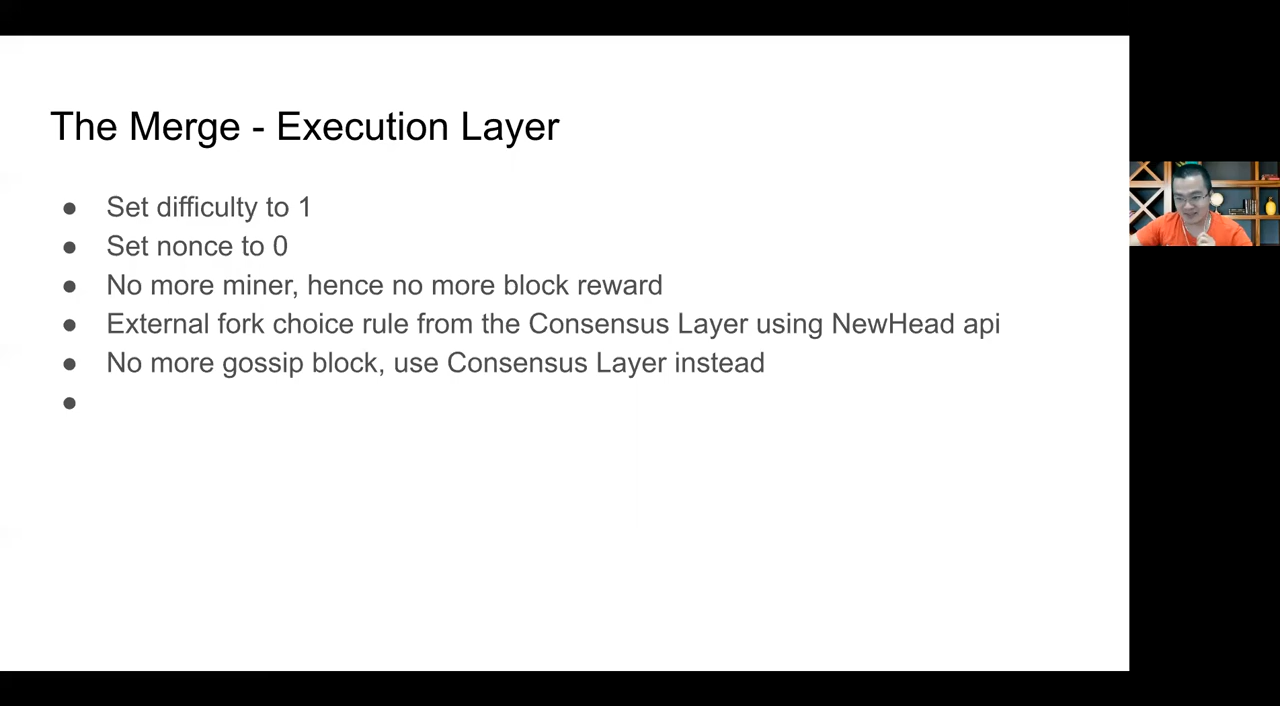 The Merge - Execution Layer
● Set difficulty to 1
● Set nonce to 0
● No more miner, hence no more block reward
● External fork choice rule from the Consensus Layer using NewHead api
● No more gossip block, use Consensus Layer instead
●